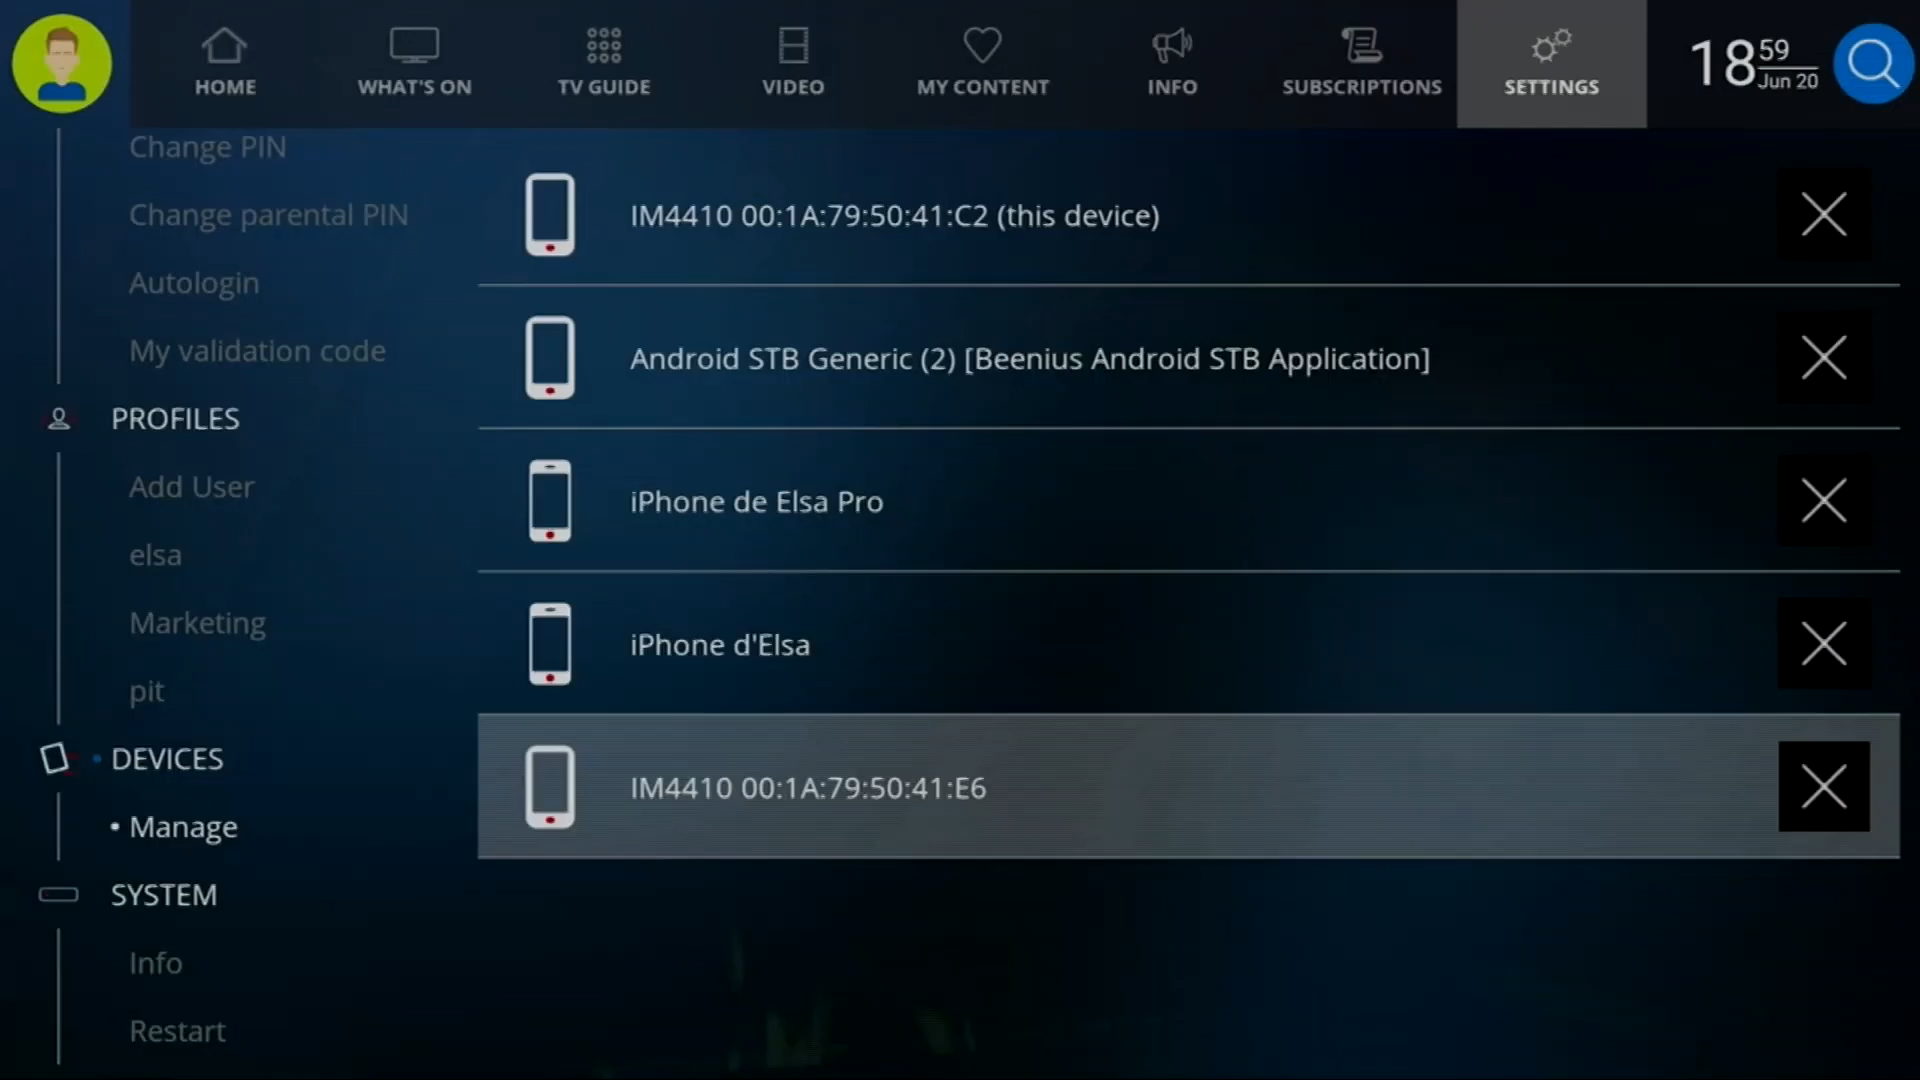 HOME
WHAT'S ON
TV GUIDE
VIDEO
MY CONTENT
INFO
SUBSCRIPTIONS
SETTINGS
18 59
Jun 20
Change PIN
Change parental PIN
Autologin
My validation code
PROFILES
Add User
elsa
Marketing
pit
DEVICES
• Manage
SYSTEM
Info
Restart
IM4410 00:1A:79:50:41:C2 (this device)
Android STB Generic (2) [Beenius Android STB Application]
iPhone de Elsa Pro
iPhone d'Elsa
IM4410 00:1A:79:50:41:E6